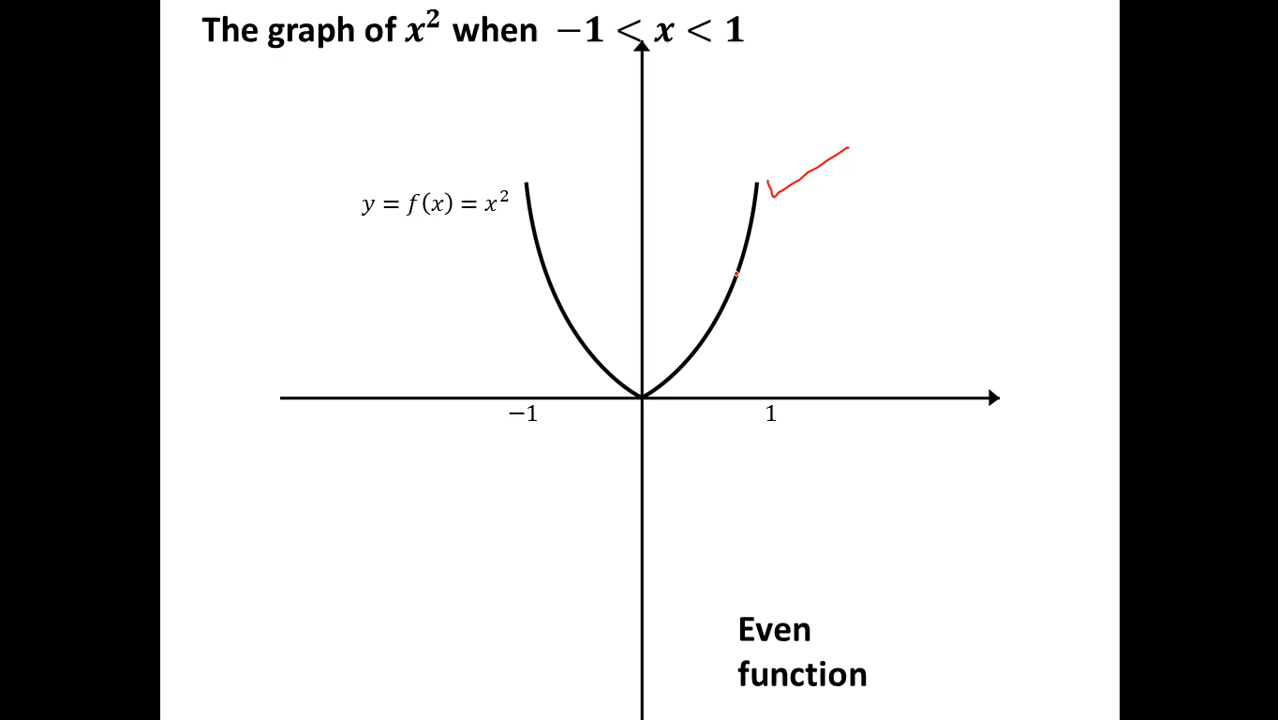 The graph of x² when −1 < x < 1
y = f(x) = x²
−1 1
Even
function